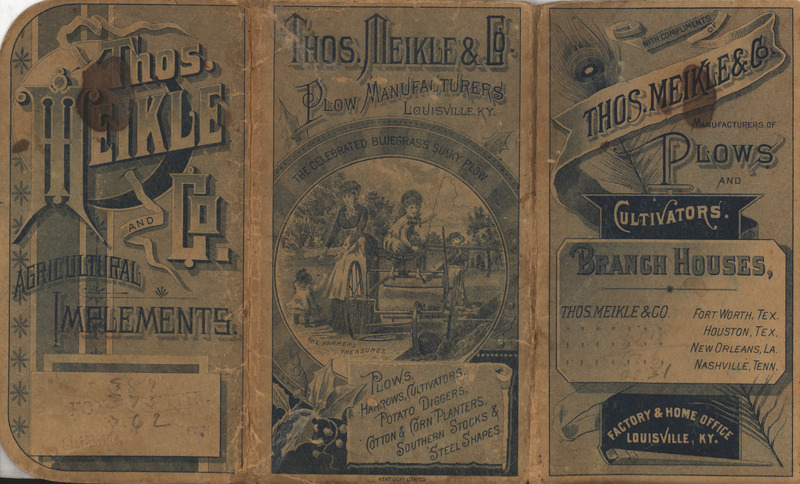 Thos.
Meikle
and
Co.
Agricultural
Implements.
Thos. Meikle & Co.
Plow Manufacturers
Louisville, Ky.
The Celebrated Bluegrass Sulky Plow.
The Farmers
Treasures
Plows,
Harrows, Cultivators,
Potato Diggers,
Cotton & Corn Planters,
Southern Stocks &
Steel Shapes.
Kentucky Lith Co
With Compliments
of
Thos. Meikle & Co.
Manufacturers of
Plows
and
Cultivators.
Branch Houses,
Thos. Meikle & Co. Fort Worth, Tex.
" " " " Houston, Tex.
" " " " New Orleans, La.
" " " " Nashville, Tenn.
Factory & Home Office
Louisville, Ky.